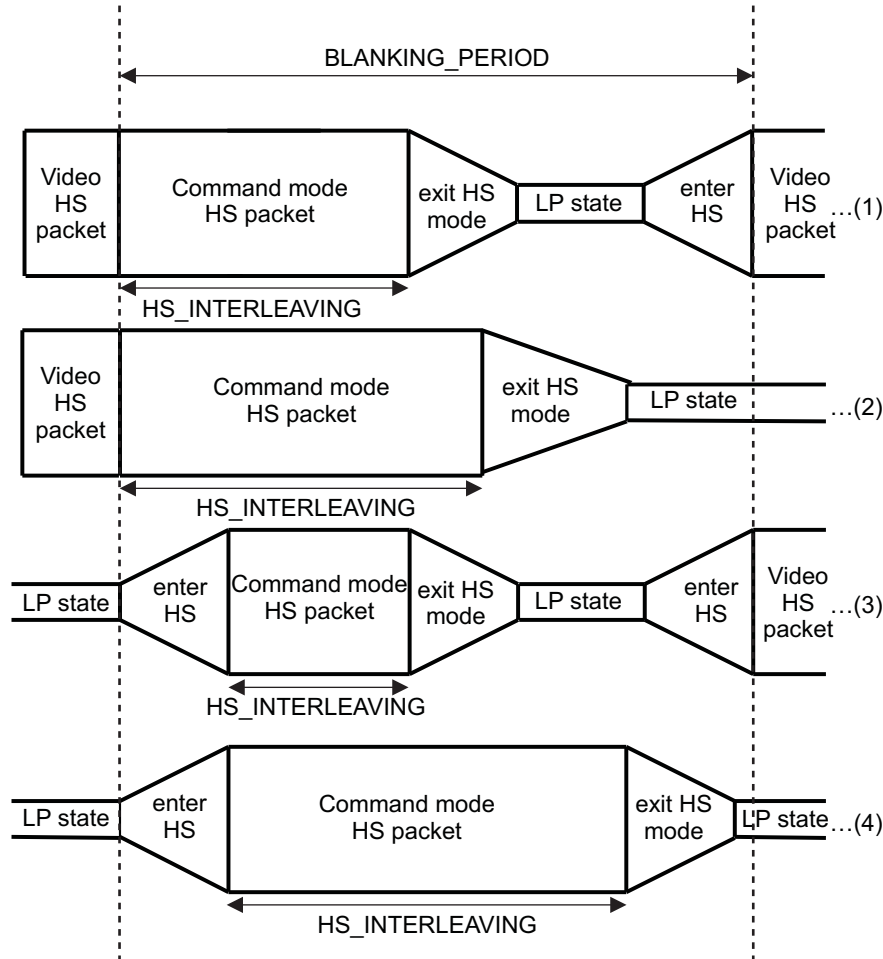 BLANKING_PERIOD
Video
HS
packet
Command mode
HS packet
exit HS
mode
LP state
enter
HS
Video
HS
packet
...(1)
HS_INTERLEAVING
Video
HS
packet
Command mode
HS packet
exit HS
mode
LP state
...(2)
HS_INTERLEAVING
LP state
enter
HS
Command mode
HS packet
exit HS
mode
LP state
enter
HS
Video
HS
packet
...(3)
HS_INTERLEAVING
LP state
enter
HS
Command mode
HS packet
exit HS
mode
LP state
...(4)
HS_INTERLEAVING